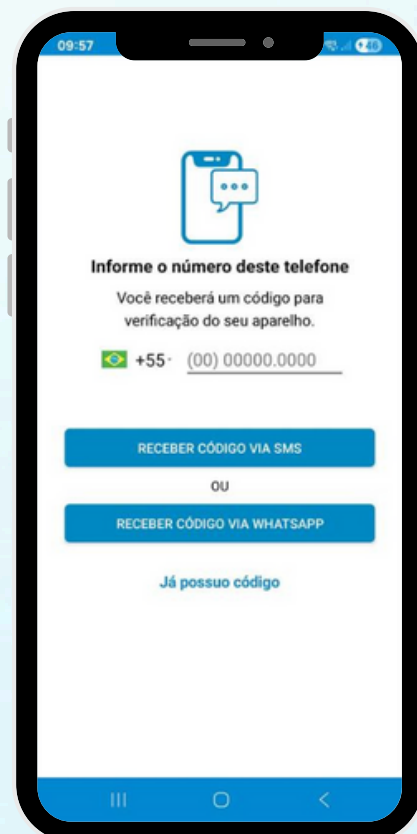 09:57
46
Informe o número deste telefone
Você receberá um código para
verificação do seu aparelho.
+55 (00) 00000.0000
RECEBER CÓDIGO VIA SMS
OU
RECEBER CÓDIGO VIA WHATSAPP
Já possuo código